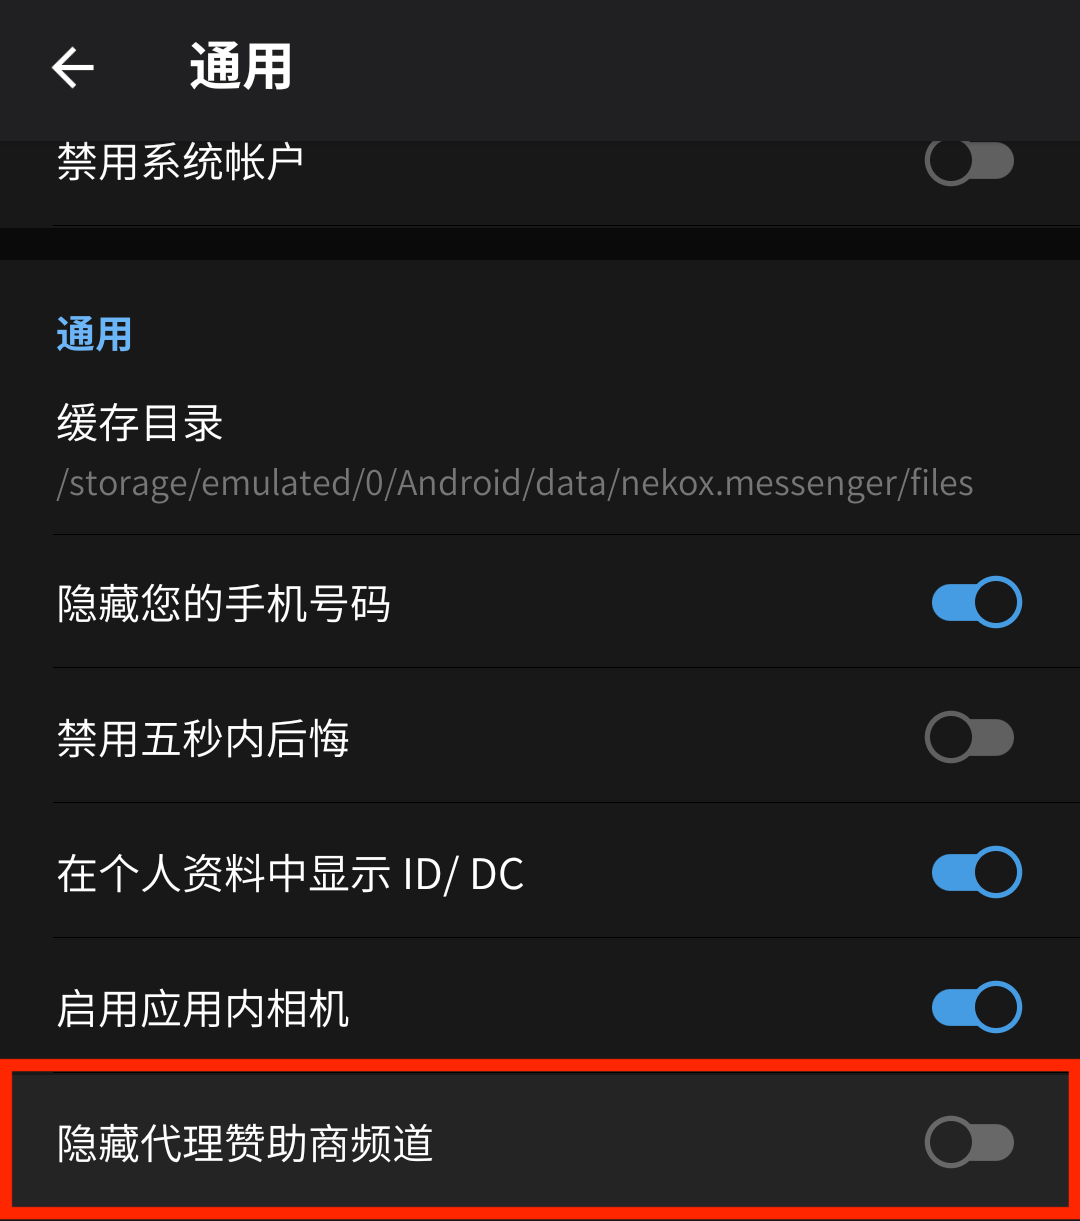 通用
禁用系统帐户
通用
缓存目录
/storage/emulated/0/Android/data/nekox.messenger/files
隐藏您的手机号码
禁用五秒内后悔
在个人资料中显示 ID/ DC
启用应用内相机
隐藏代理赞助商频道